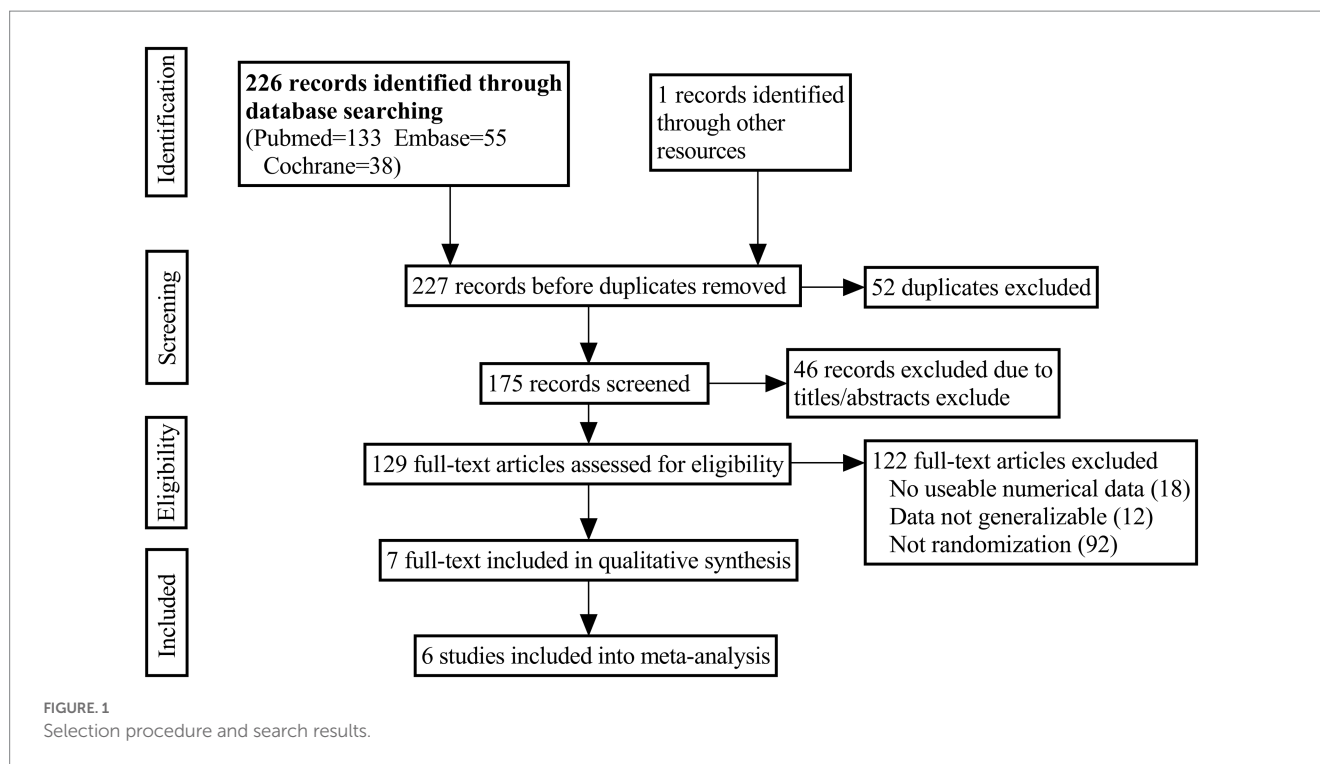 Identification
226 records identified through
database searching
(Pubmed=133 Embase=55
Cochrane=38)
1 records identified
through other
resources
Screening
227 records before duplicates removed
52 duplicates excluded
175 records screened
46 records excluded due to
titles/abstracts exclude
Eligibility
129 full-text articles assessed for eligibility
122 full-text articles excluded
No useable numerical data (18)
Data not generalizable (12)
Not randomization (92)
Included
7 full-text included in qualitative synthesis
6 studies included into meta-analysis
FIGURE. 1
Selection procedure and search results.